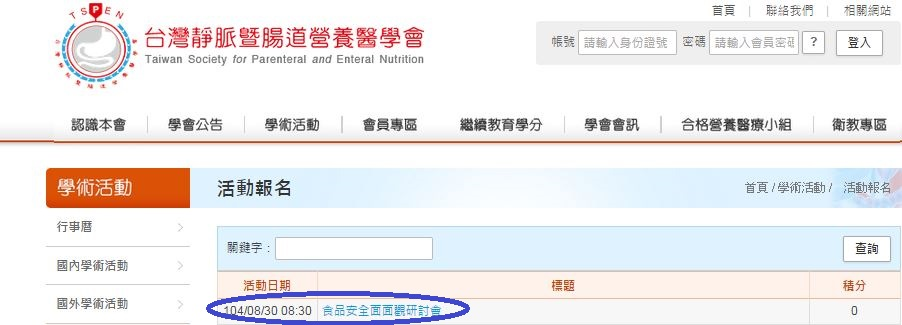 首頁 | 聯絡我們 | 相關網站
TSPEN
台灣靜脈暨腸道營養醫學會
Taiwan Society for Parenteral and Enteral Nutrition
帳號 請輸入身份證號 密碼 請輸入會員密碼 ? 登入
認識本會 學會公告 學術活動 會員專區 繼續教育學分 學會會訊 合格營養醫療小組 衛教專區
學術活動
活動報名
首頁 / 學術活動 / 活動報名
行事曆
國內學術活動
國外學術活動
關鍵字：
查詢
活動日期 標題 積分
104/08/30 08:30 食品安全面面觀研討會 0